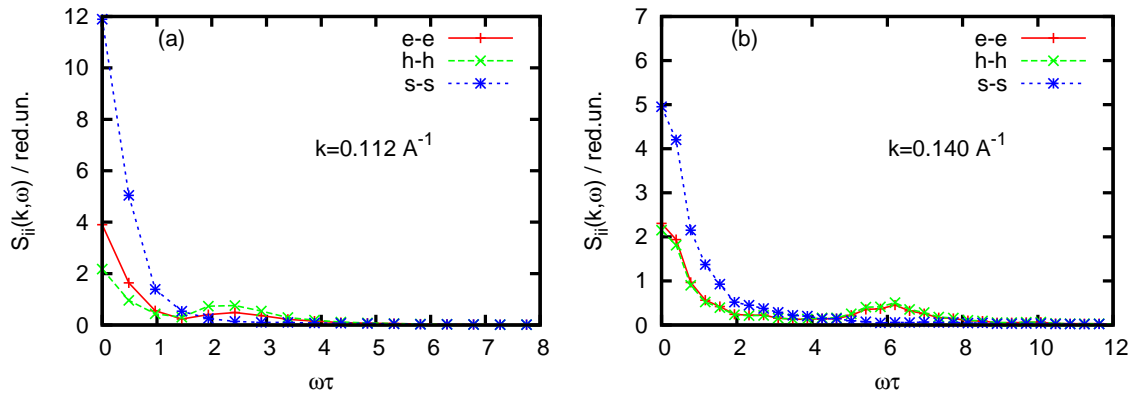 (a)
e-e
h-h
s-s
k=0.112 A⁻¹
S_ii(k,ω) / red.un.
12
10
8
6
4
2
0
0 1 2 3 4 5 6 7 8
ωτ
(b)
e-e
h-h
s-s
k=0.140 A⁻¹
S_ii(k,ω) / red.un.
7
6
5
4
3
2
1
0
0 2 4 6 8 10 12
ωτ